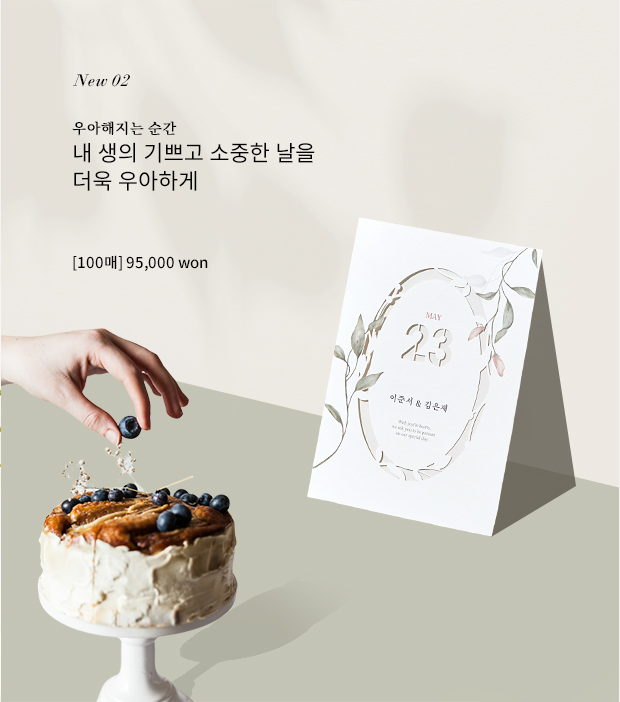 New 02
우아해지는 순간
내 생의 기쁘고 소중한 날을
더욱 우아하게
[100매] 95,000 won
MAY
23
이준서 & 김은재